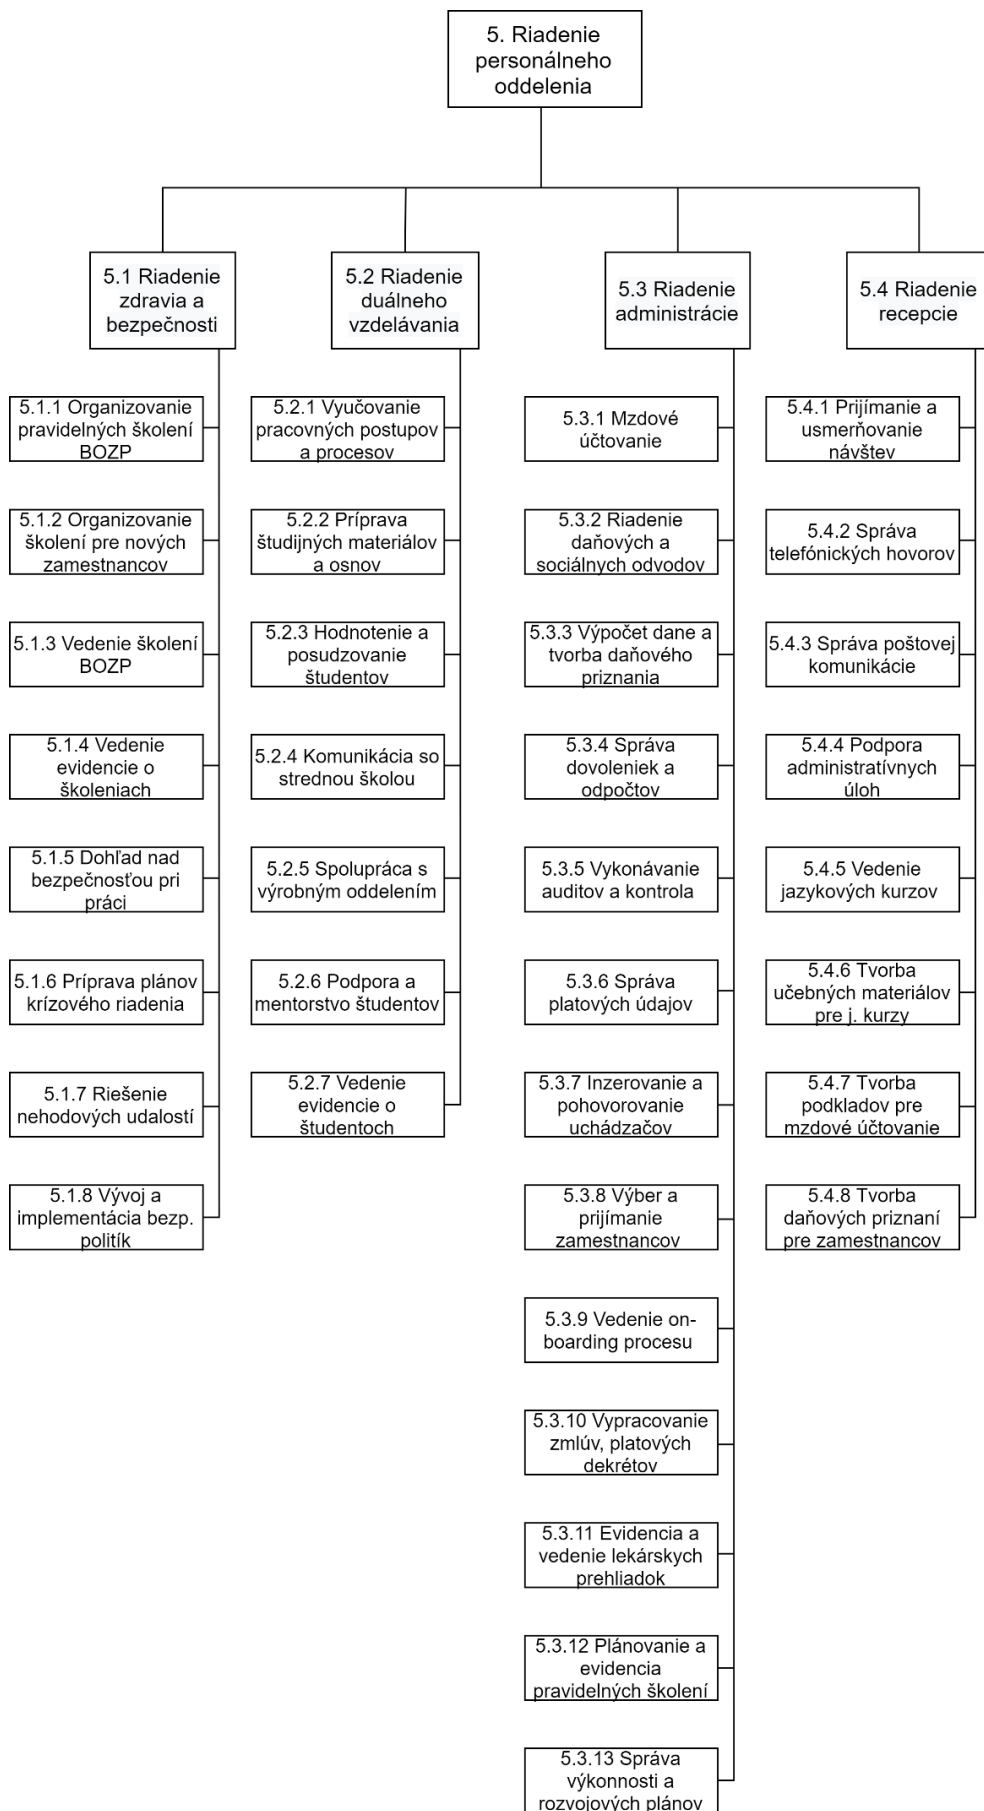 5. Riadenie
personálneho
oddelenia
5.1 Riadenie
zdravia a
bezpečnosti
5.2 Riadenie
duálneho
vzdelávania
5.3 Riadenie
administrácie
5.4 Riadenie
recepcie
5.1.1 Organizovanie
pravidelných školení
BOZP
5.1.2 Organizovanie
školení pre nových
zamestnancov
5.1.3 Vedenie školení
BOZP
5.1.4 Vedenie
evidencie o
školeniach
5.1.5 Dohľad nad
bezpečnosťou pri
práci
5.1.6 Príprava plánov
krízového riadenia
5.1.7 Riešenie
nehodových udalostí
5.1.8 Vývoj a
implementácia bezp.
politík
5.2.1 Vyučovanie
pracovných postupov
a procesov
5.2.2 Príprava
študijných materiálov
a osnov
5.2.3 Hodnotenie a
posudzovanie
študentov
5.2.4 Komunikácia so
strednou školou
5.2.5 Spolupráca s
výrobným oddelením
5.2.6 Podpora a
mentorstvo študentov
5.2.7 Vedenie
evidencie o
študentoch
5.3.1 Mzdové
účtovanie
5.3.2 Riadenie
daňových a
sociálnych odvodov
5.3.3 Výpočet dane a
tvorba daňového
priznania
5.3.4 Správa
dovoleniek a
odpočtov
5.3.5 Vykonávanie
auditov a kontrola
5.3.6 Správa
platových údajov
5.3.7 Inzerovanie a
pohovorovanie
uchádzačov
5.3.8 Výber a
prijímanie
zamestnancov
5.3.9 Vedenie on-
boarding procesu
5.3.10 Vypracovanie
zmlúv, platových
dekrétov
5.3.11 Evidencia a
vedenie lekárskych
prehliadok
5.3.12 Plánovanie a
evidencia
pravidelných školení
5.3.13 Správa
výkonnosti a
rozvojových plánov
5.4.1 Prijímanie a
usmerňovanie
návštev
5.4.2 Správa
telefónických hovorov
5.4.3 Správa poštovej
komunikácie
5.4.4 Podpora
administratívnych
úloh
5.4.5 Vedenie
jazykových kurzov
5.4.6 Tvorba
učebných materiálov
pre j. kurzy
5.4.7 Tvorba
podkladov pre
mzdové účtovanie
5.4.8 Tvorba
daňových priznaní
pre zamestnancov